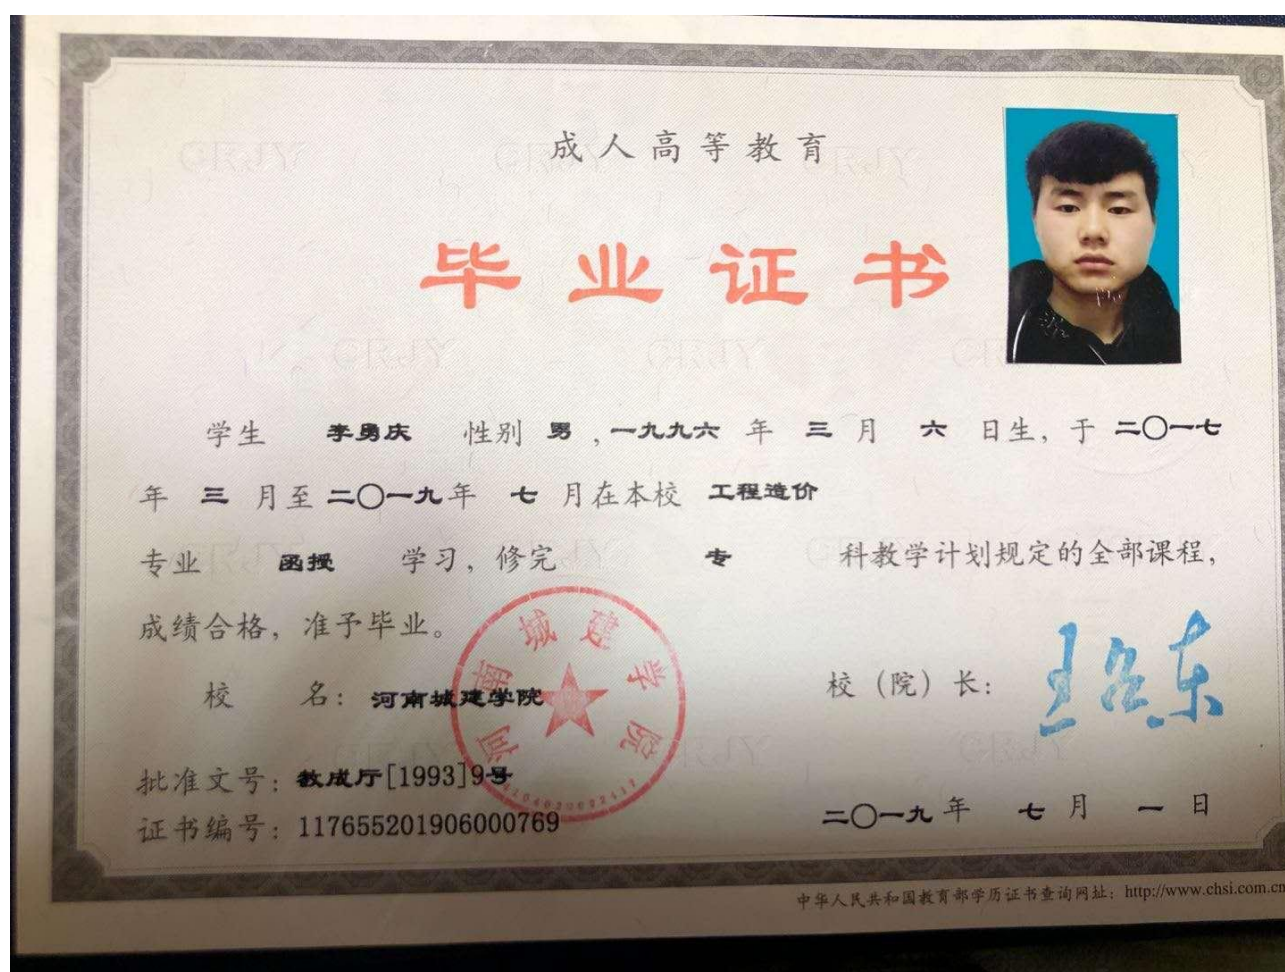 成人高等教育
毕业证书
学生 李勇庆 性别 男 ,一九九六 年 三 月 六 日生, 于 二〇一七
年 三 月至 二〇一九 年 七 月在本校 工程造价
专业 函授 学习, 修完 专 科教学计划规定的全部课程,
成绩合格, 准予毕业。
校 名: 河南城建学院
校(院)长:
批准文号: 教成厅[1993]9号
证书编号: 117655201906000769
二〇一九 年 七 月 一 日
河南城建学院
中华人民共和国教育部学历证书查询网址: http://www.chsi.com.cn